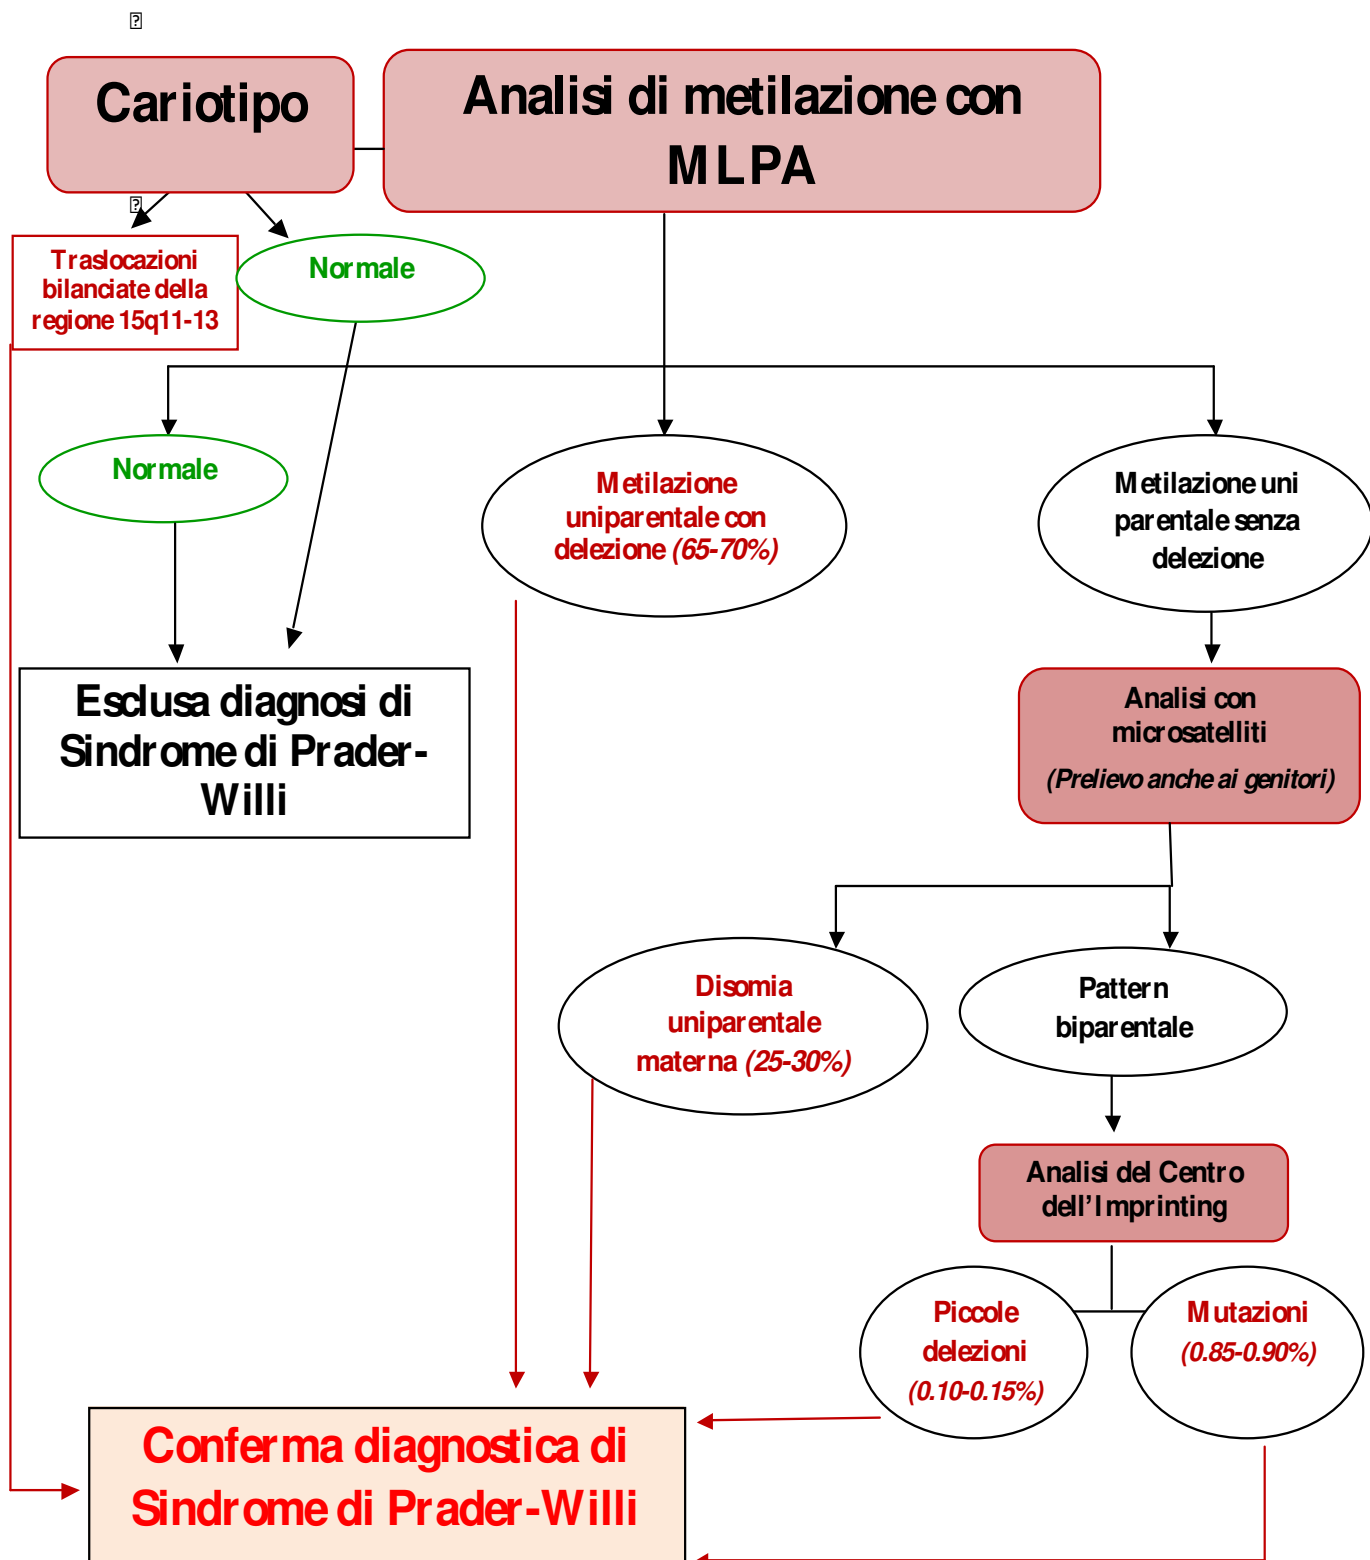 Cariotipo
Analisi di metilazione con
MLPA
Traslocazioni
bilanciate della
regione 15q11-13
Normale
Normale
Metilazione
uniparentale con
delezione (65-70%)
Metilazione uni
parentale senza
delezione
Esclusa diagnosi di
Sindrome di Prader-
Willi
Analisi con
microsatelliti
(Prelievo anche ai genitori)
Disomia
uniparentale
materna (25-30%)
Pattern
biparentale
Analisi del Centro
dell’Imprinting
Piccole
delezioni
(0.10-0.15%)
Mutazioni
(0.85-0.90%)
Conferma diagnostica di
Sindrome di Prader-Willi